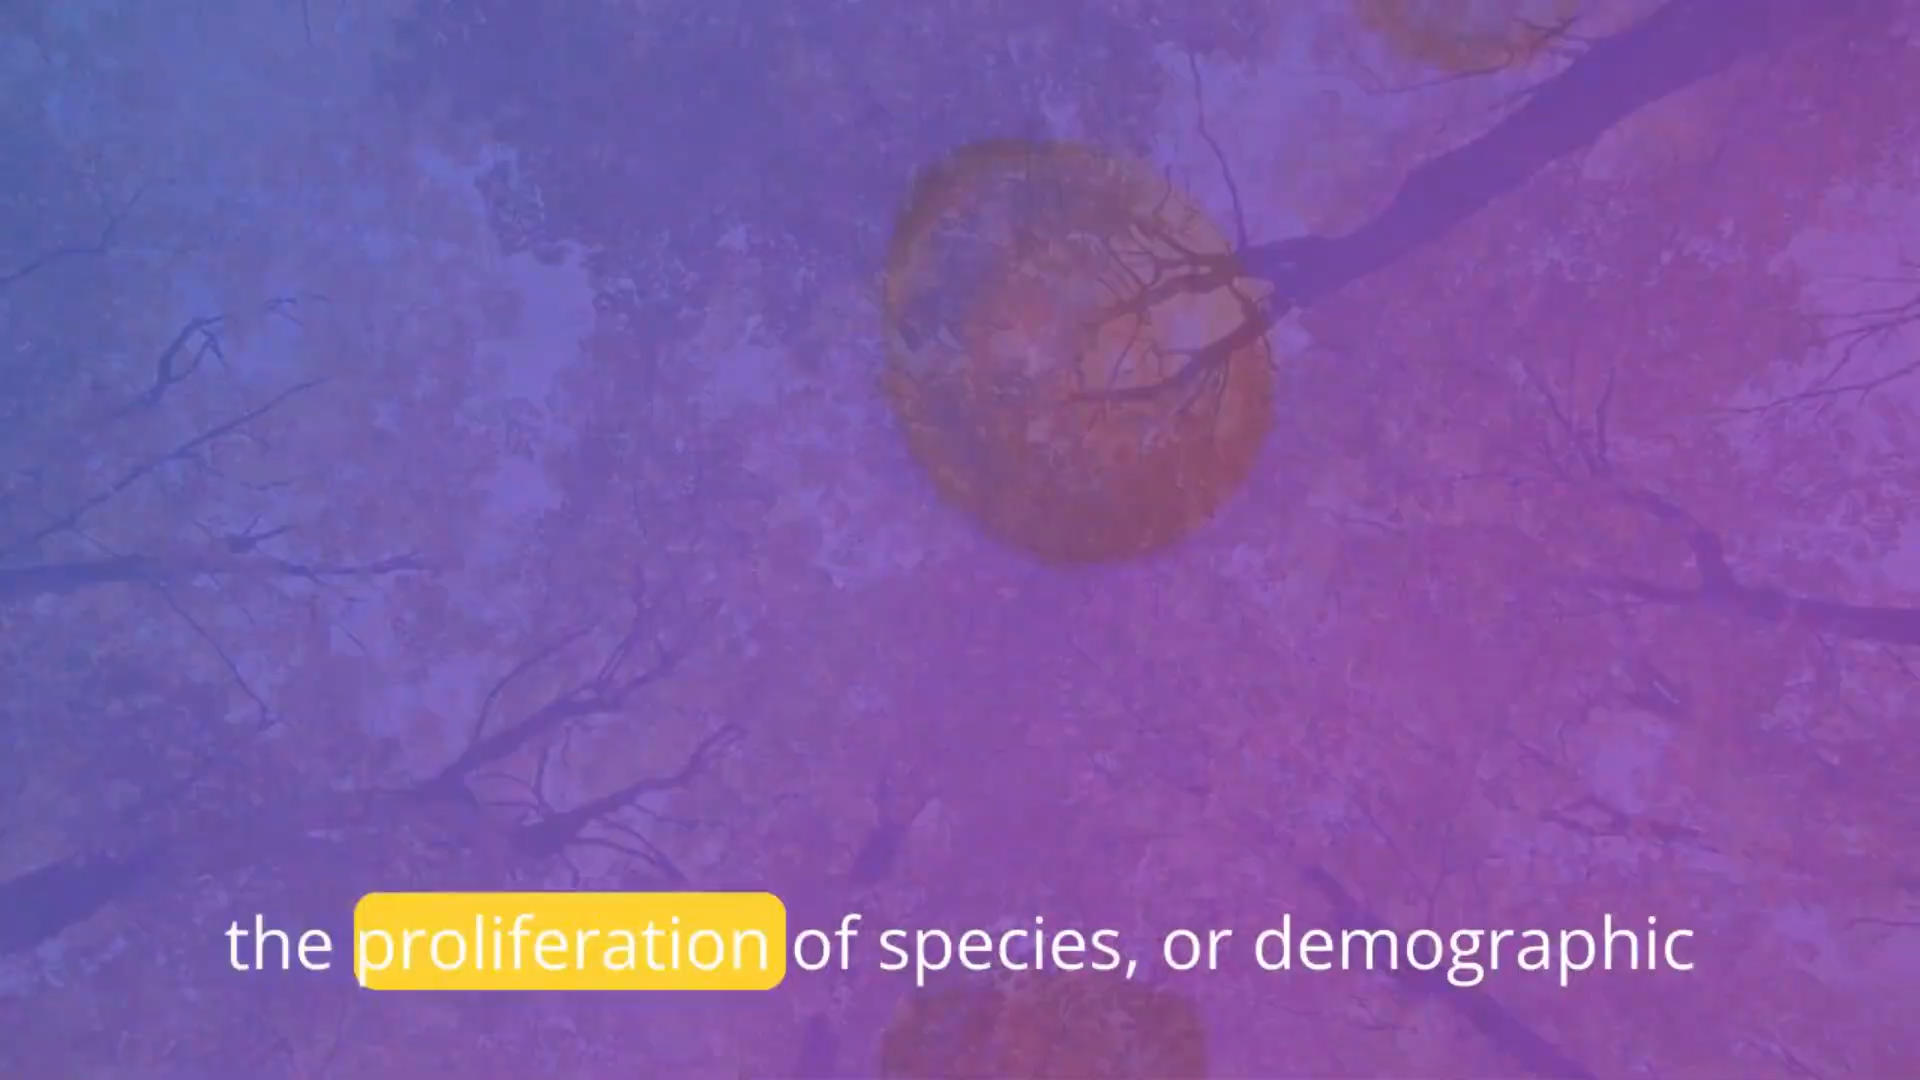 the proliferation of species, or demographic